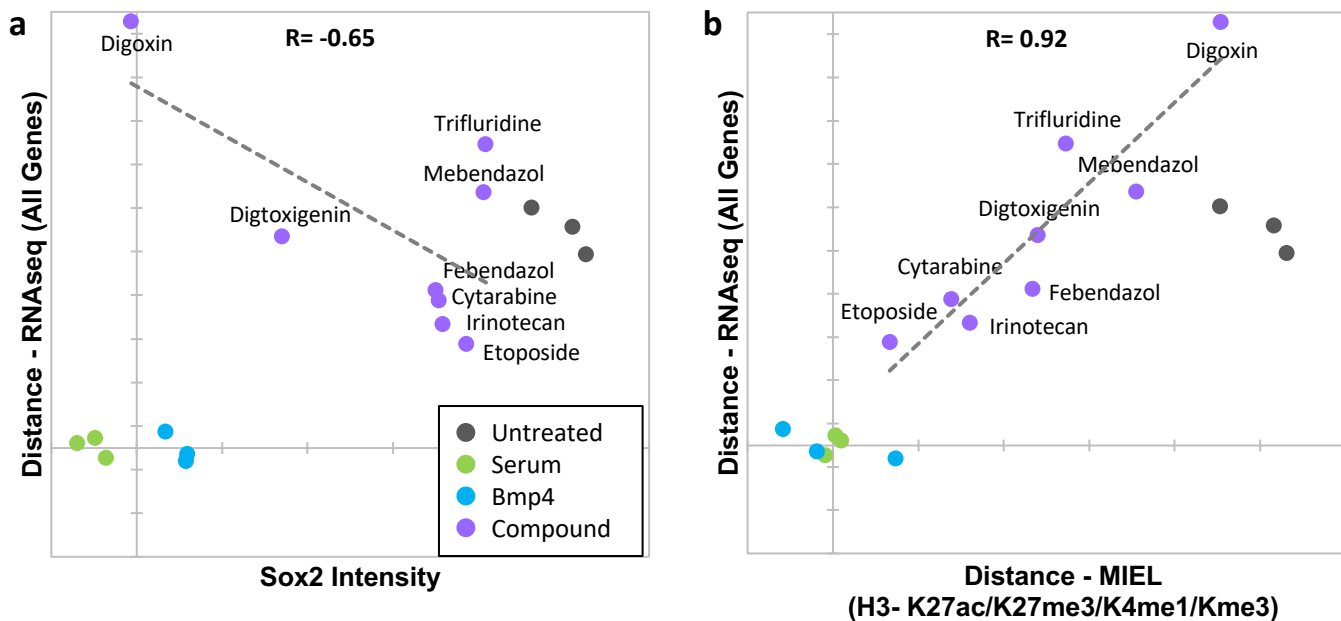 a
R= -0.65
Digoxin
Trifluridine
Mebendazol
Digtoxigenin
Febendazol
Cytarabine
Irinotecan
Etoposide
Untreated
Serum
Bmp4
Compound
Distance - RNAseq (All Genes)
Sox2 Intensity
b
R= 0.92
Digoxin
Trifluridine
Mebendazol
Digtoxigenin
Cytarabine
Febendazol
Etoposide
Irinotecan
Distance - RNAseq (All Genes)
Distance - MIEL
(H3- K27ac/K27me3/K4me1/Kme3)